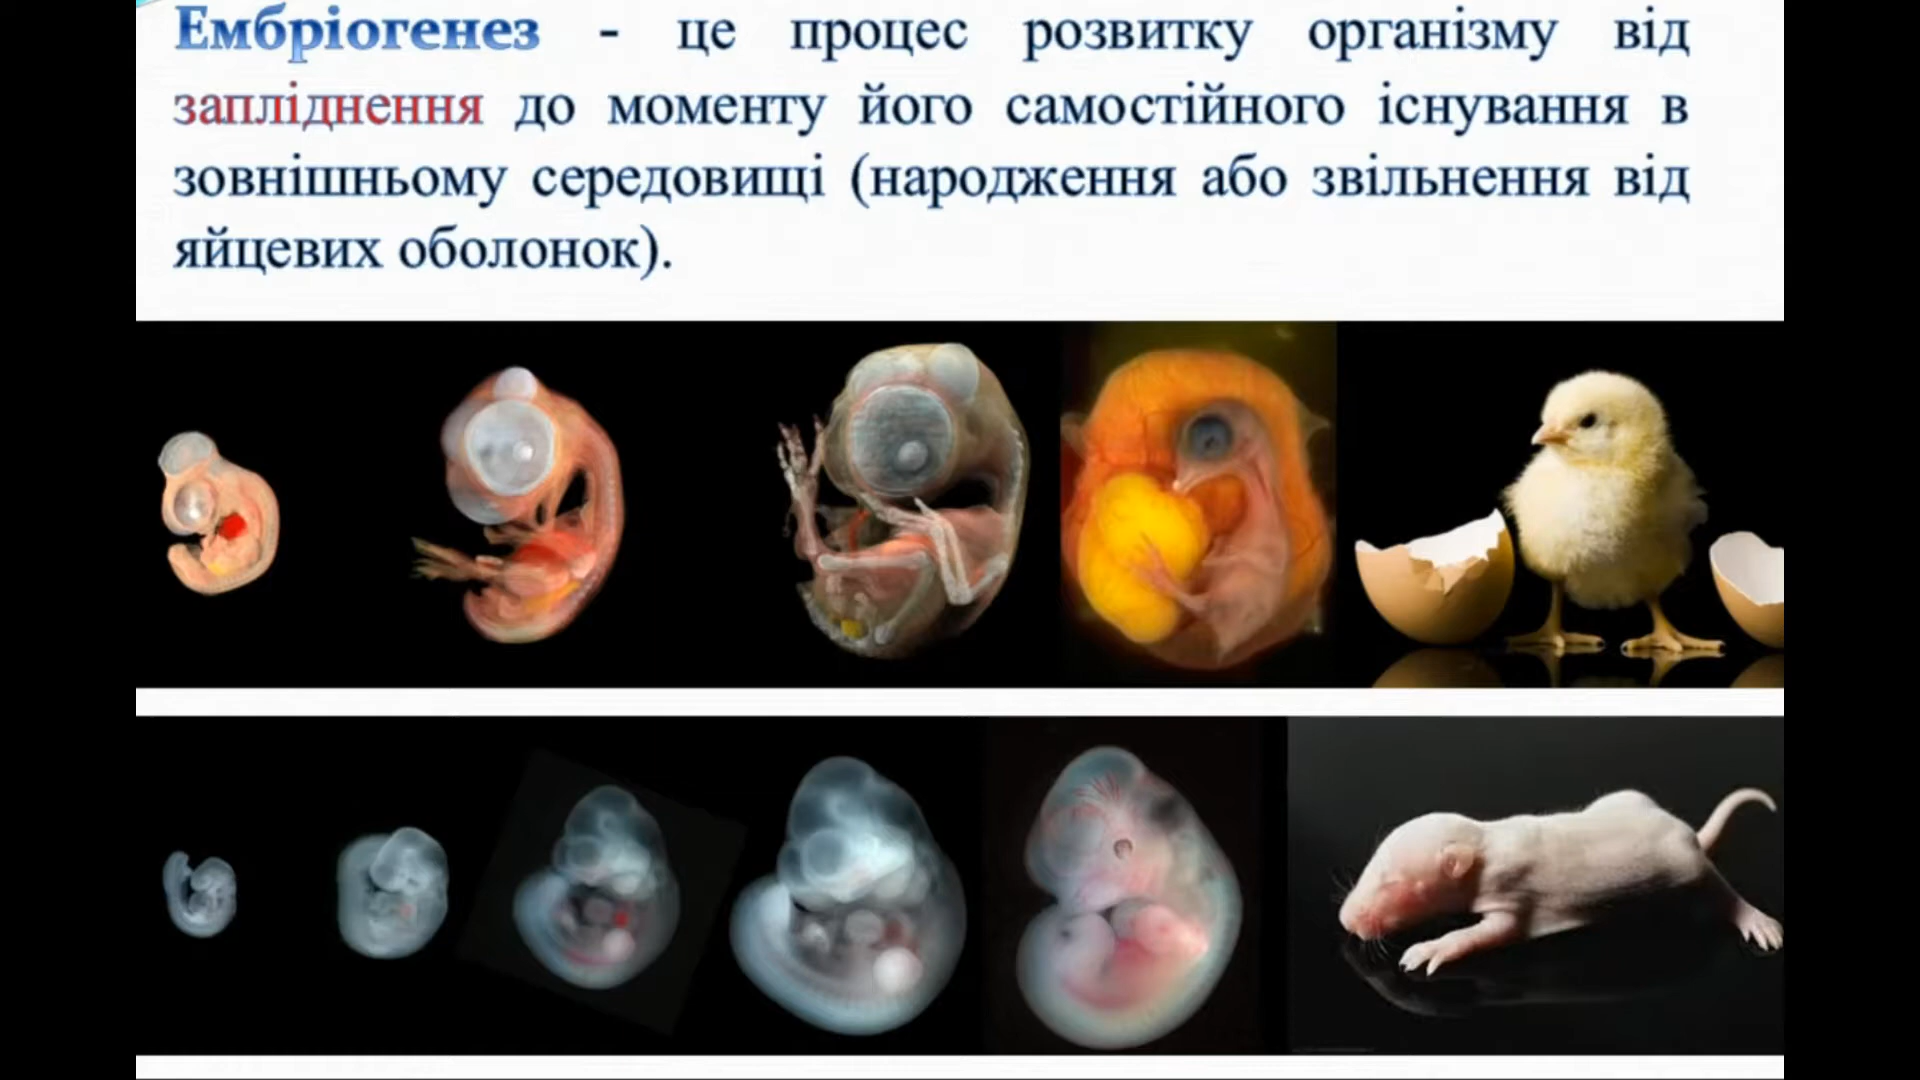 Ембріогенез - це процес розвитку організму від
запліднення до моменту його самостійного існування в
зовнішньому середовищі (народження або звільнення від
яйцевих оболонок).